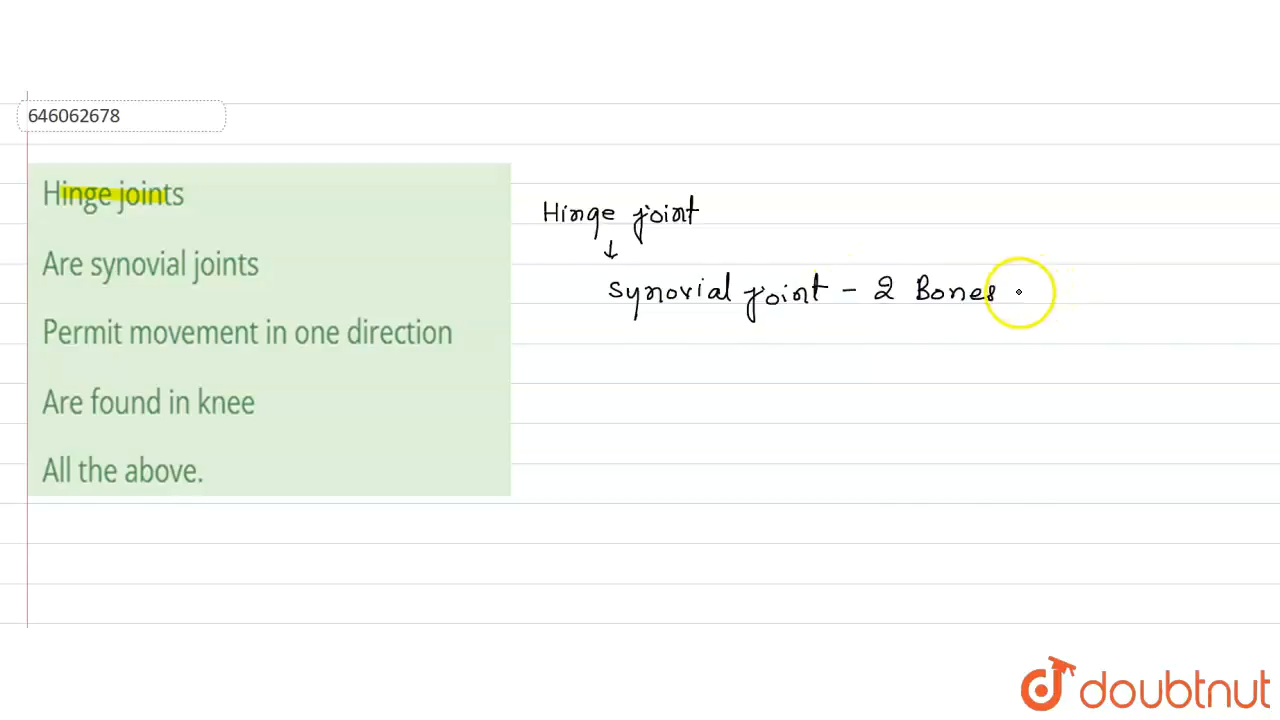 646062678
Hinge joints
Are synovial joints
Permit movement in one direction
Are found in knee
All the above.
Hinge joint
↓
synovial joint - 2 Bones
doubtnut